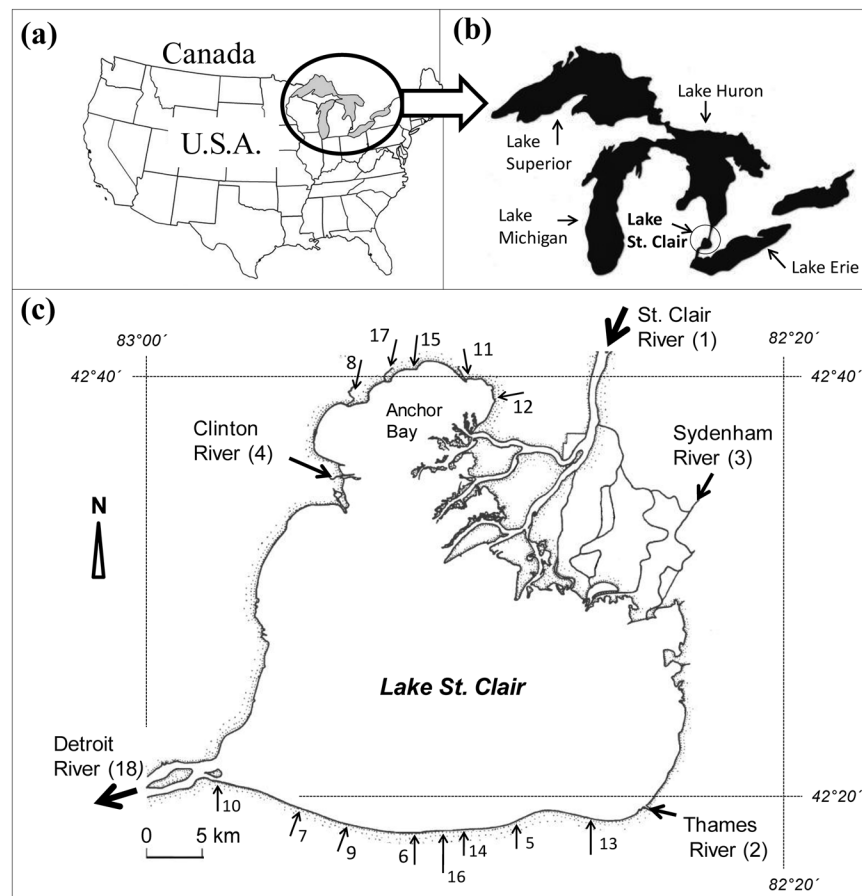 (a)
Canada
U.S.A.
(b)
Lake Huron
Lake
Superior
Lake
Michigan
Lake
St. Clair
Lake Erie
(c)
83°00´
82°20´
42°40´
42°40´
St. Clair
River (1)
17
15
11
8
12
Anchor
Bay
Clinton
River (4)
Sydenham
River (3)
N
Lake St. Clair
Detroit
River (18)
42°20´
10
7
9
6
16
14
5
13
Thames
River (2)
0 5 km
82°20´